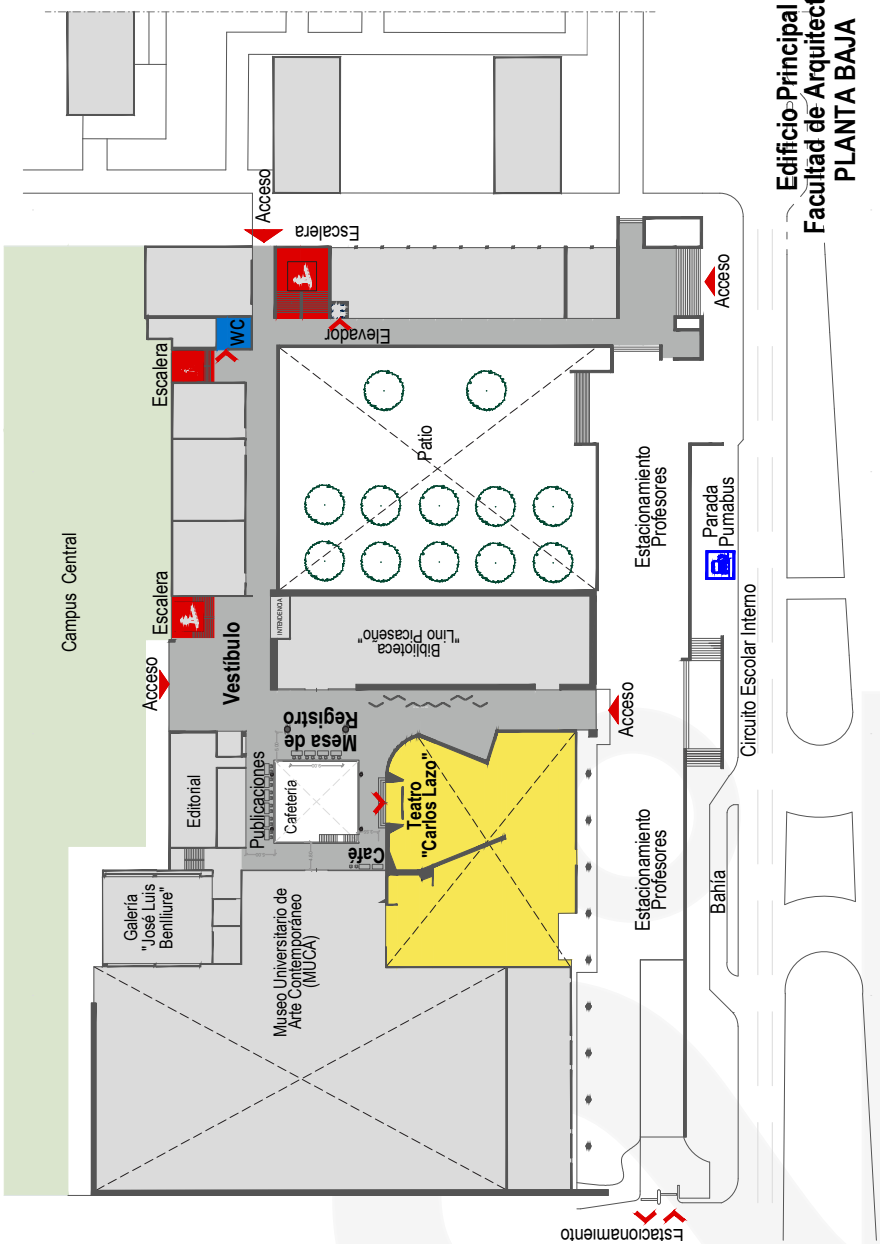 Edificio Principal
Facultad de Arquitect
PLANTA BAJA
Acceso
Escalera
Acceso
Elevador
WC
Escalera
Campus Central
Patio
Estacionamiento
Profesores
Parada
Pumabus
Circuito Escolar Interno
Escalera
INTENDENCIA
Biblioteca
"Lino Picaseño"
Acceso
Vestíbulo
Mesa de
Registro
Acceso
Editorial
Publicaciones
Cafetería
Café
Teatro
"Carlos Lazo"
Galería
"José Luis
Benlliure"
Museo Universitario de
Arte Contemporáneo
(MUCA)
Estacionamiento
Profesores
Bahía
Estacionamiento